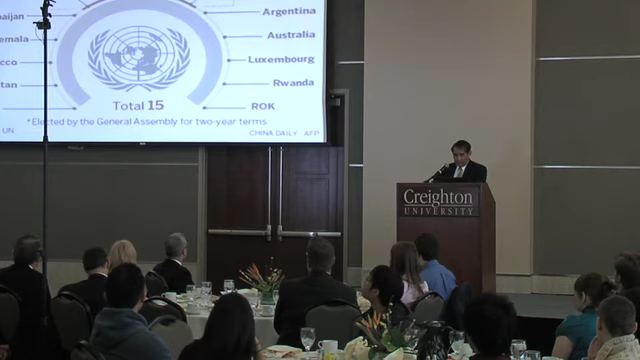 Argentina
Australia
Luxembourg
Rwanda
ROK
Total 15
*Elected by the General Assembly for two-year terms.
UN
CHINA DAILY AFP
Creighton
UNIVERSITY